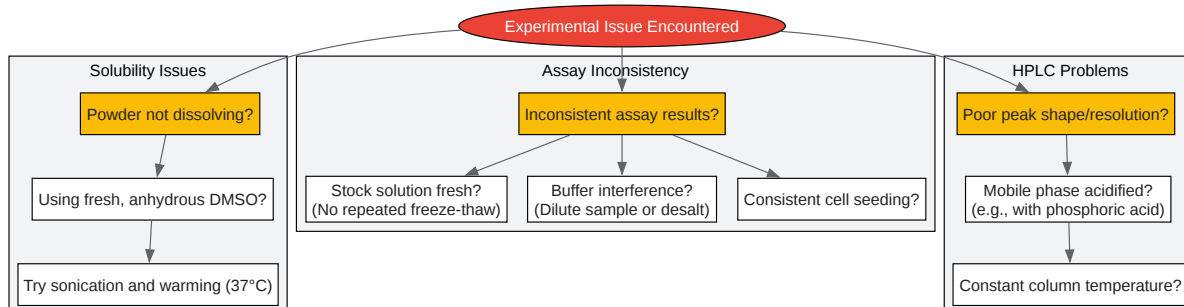 Experimental Issue Encountered
Solubility Issues
Powder not dissolving?
Using fresh, anhydrous DMSO?
Try sonication and warming (37°C)
Assay Inconsistency
Inconsistent assay results?
Stock solution fresh?
(No repeated freeze-thaw)
Buffer interference?
(Dilute sample or desalt)
Consistent cell seeding?
HPLC Problems
Poor peak shape/resolution?
Mobile phase acidified?
(e.g., with phosphoric acid)
Constant column temperature?